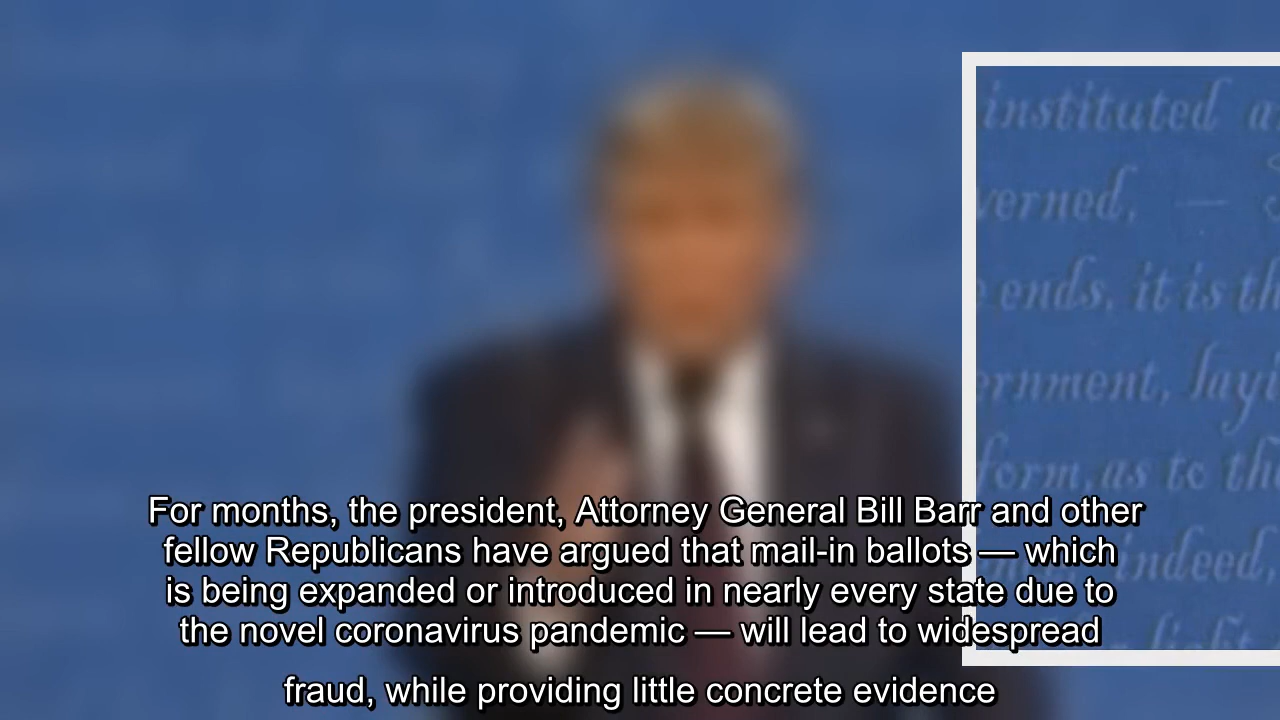 instituted
verned, —
ends, it is th
ernment, layi
form, as to th
indeed,
For months, the president, Attorney General Bill Barr and other
fellow Republicans have argued that mail-in ballots — which
is being expanded or introduced in nearly every state due to
the novel coronavirus pandemic — will lead to widespread
fraud, while providing little concrete evidence